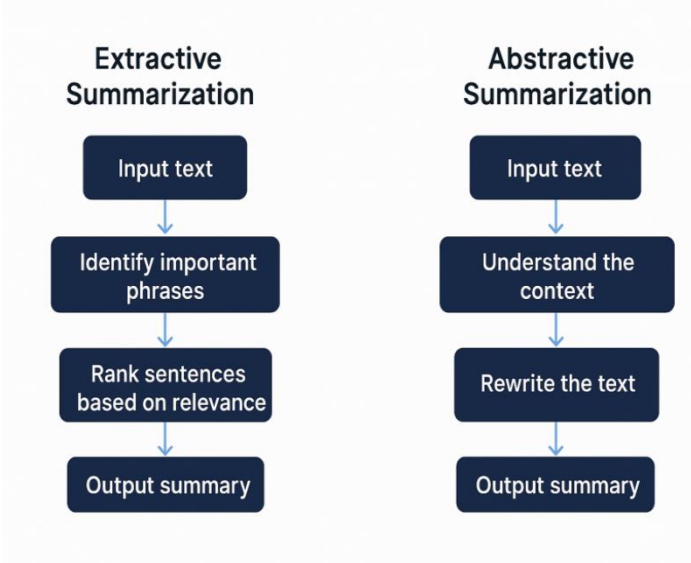 Extractive
Summarization
Input text
Identify important
phrases
Rank sentences
based on relevance
Output summary
Abstractive
Summarization
Input text
Understand the
context
Rewrite the text
Output summary